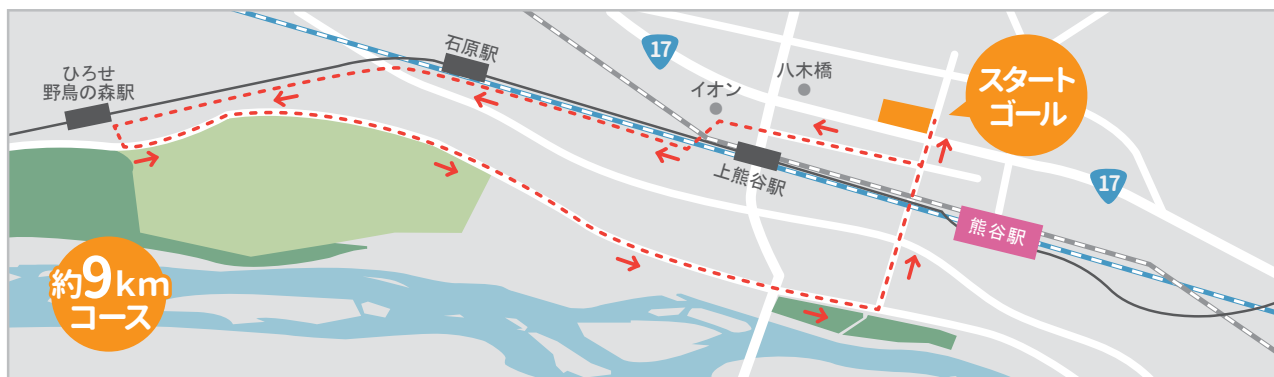 ひろせ
野鳥の森駅
石原駅
17
イオン
八木橋
スタート
ゴール
上熊谷駅
17
熊谷駅
約9km
コース